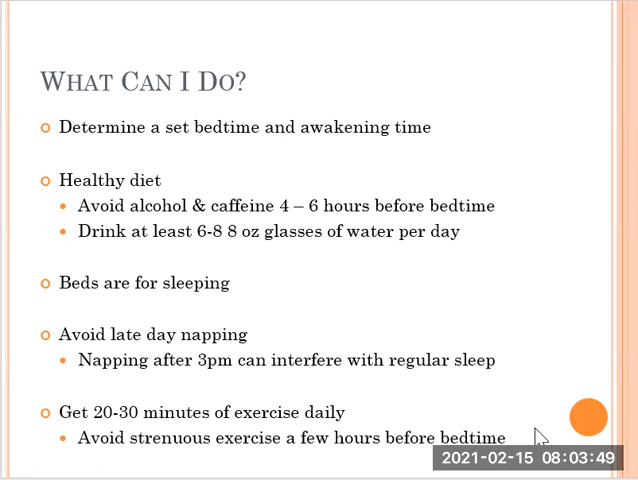 What Can I Do?
Determine a set bedtime and awakening time
Healthy diet
Avoid alcohol & caffeine 4 – 6 hours before bedtime
Drink at least 6-8 8 oz glasses of water per day
Beds are for sleeping
Avoid late day napping
Napping after 3pm can interfere with regular sleep
Get 20-30 minutes of exercise daily
Avoid strenuous exercise a few hours before bedtime
2021-02-15 08:03:49